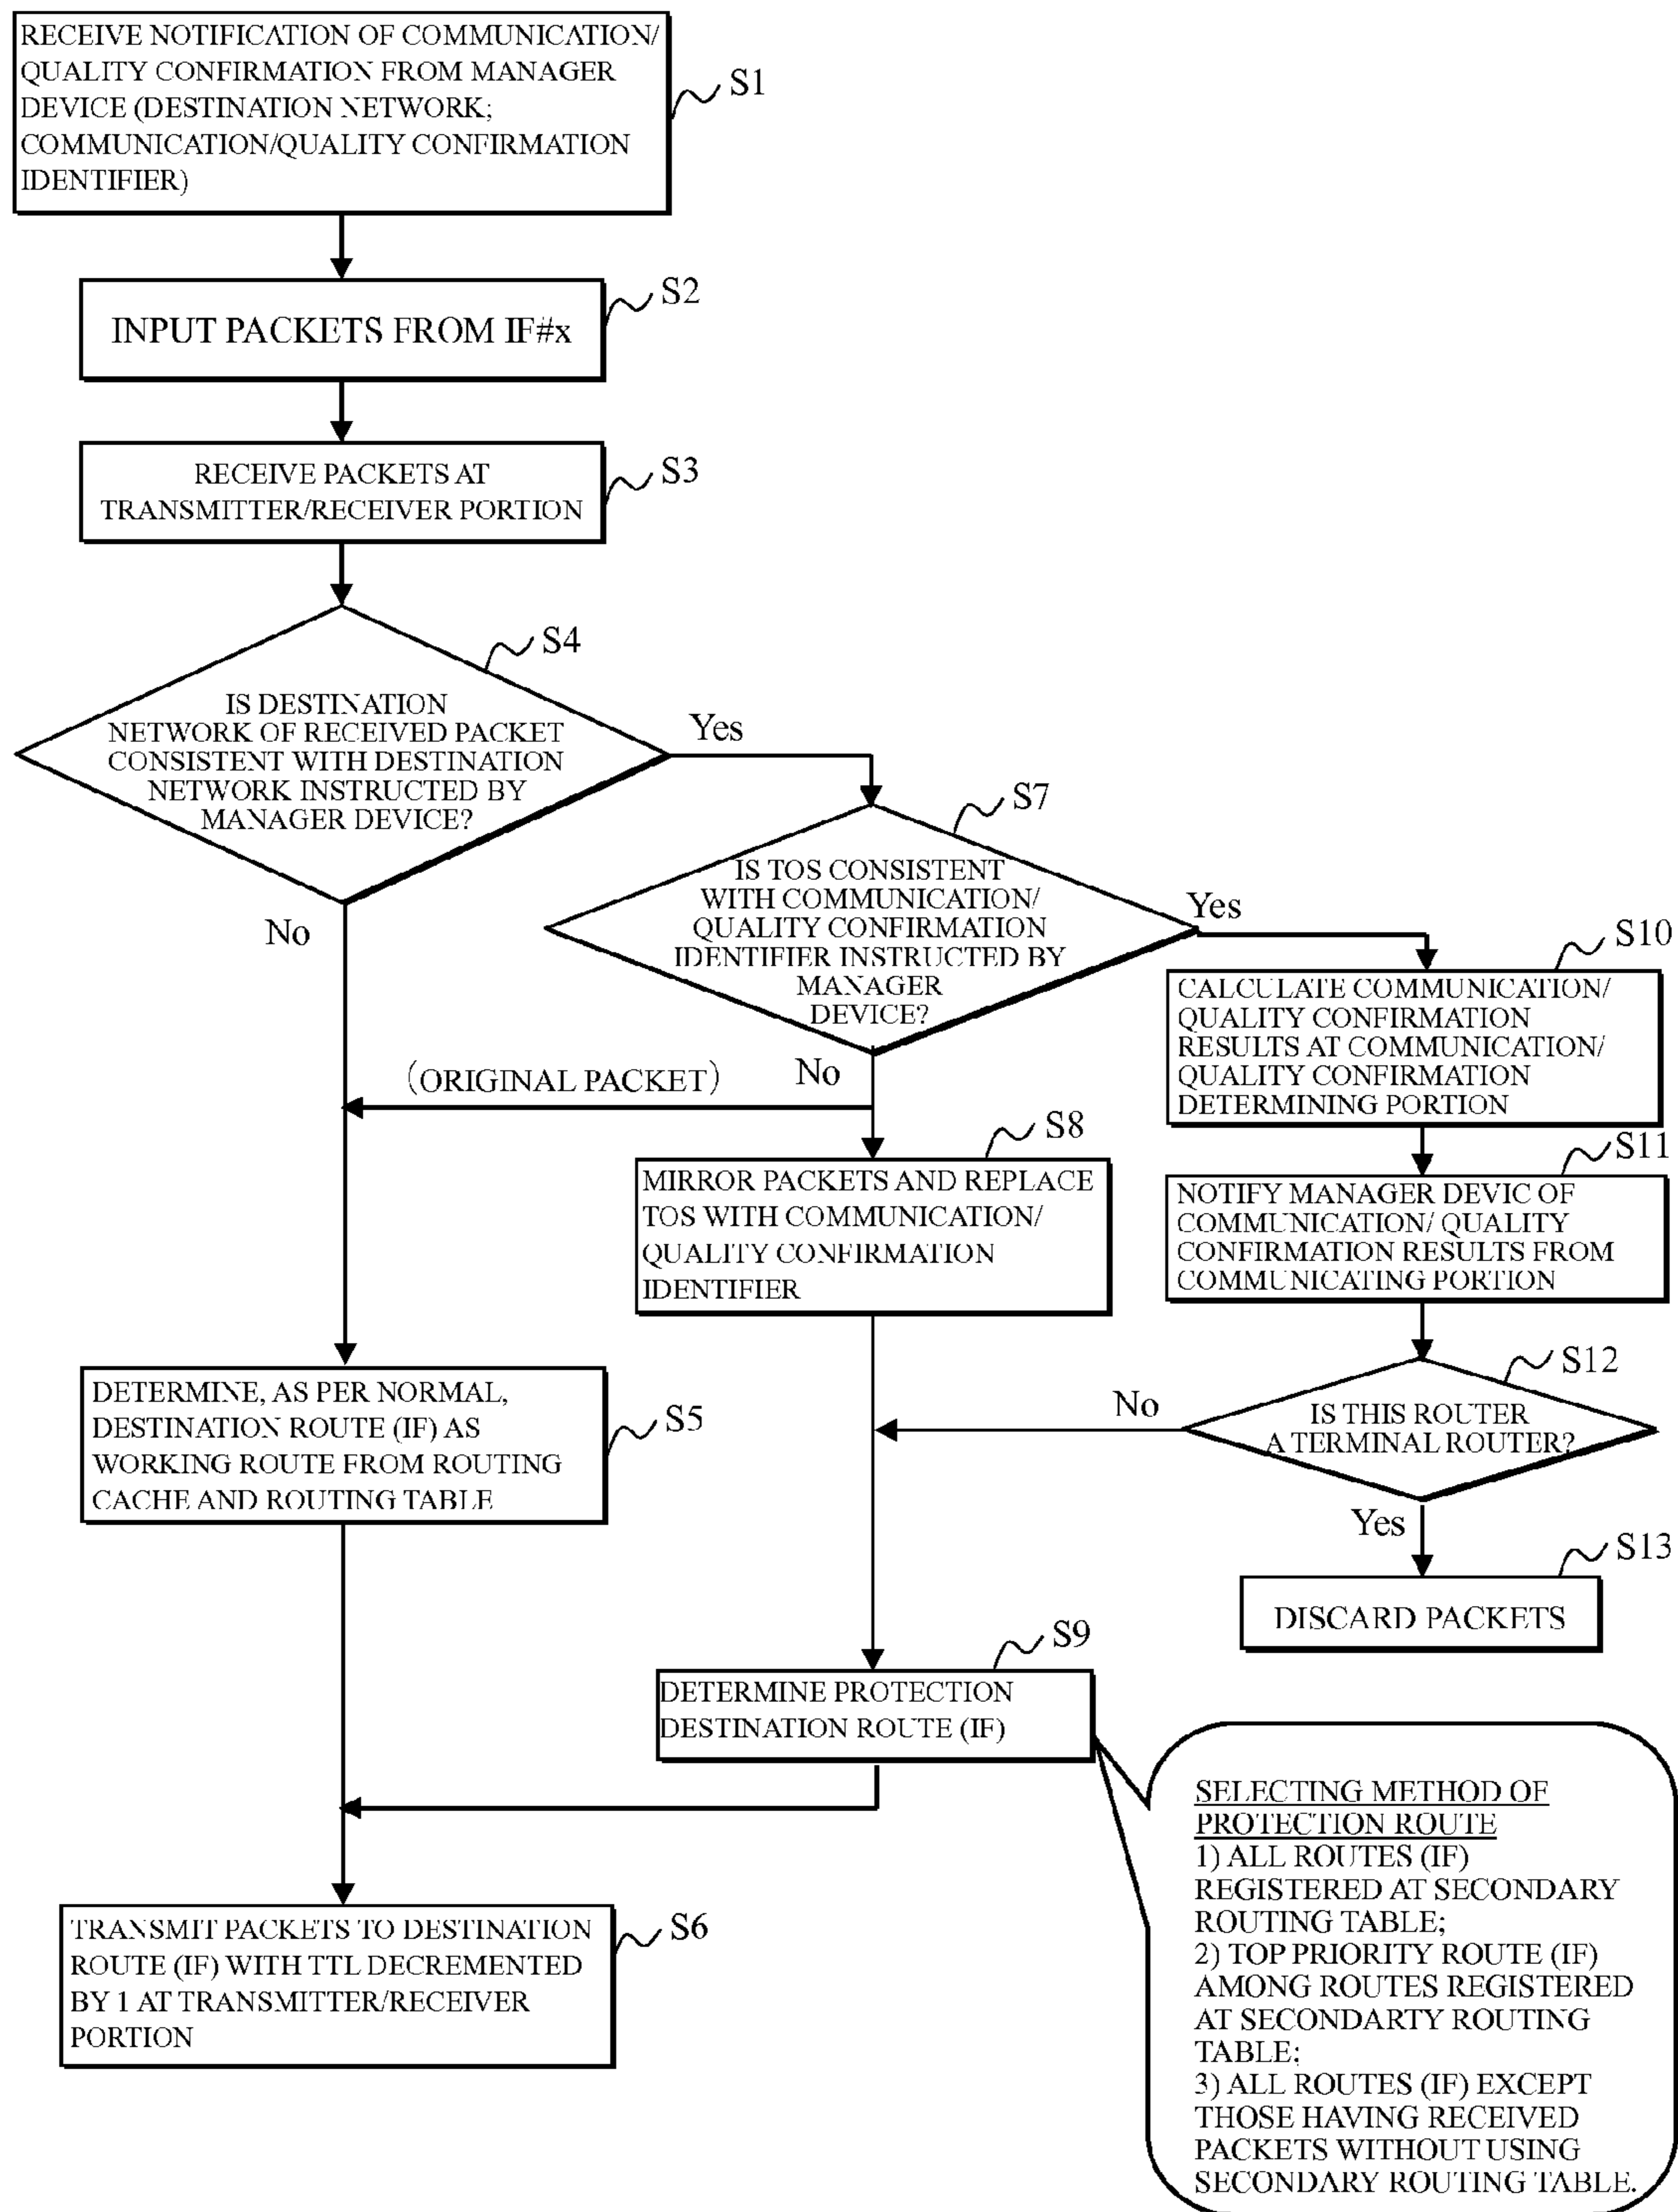 RECEIVE NOTIFICATION OF COMMUNICATION/
QUALITY CONFIRMATION FROM MANAGER
DEVICE (DESTINATION NETWORK;
COMMUNICATION/QUALITY CONFIRMATION
IDENTIFIER)
S1
INPUT PACKETS FROM IF#x
S2
RECEIVE PACKETS AT
TRANSMITTER/RECEIVER PORTION
S3
IS DESTINATION
NETWORK OF RECEIVED PACKET
CONSISTENT WITH DESTINATION
NETWORK INSTRUCTED BY
MANAGER DEVICE?
S4
Yes
No
IS TOS CONSISTENT
WITH COMMUNICATION/
QUALITY CONFIRMATION
IDENTIFIER INSTRUCTED BY
MANAGER
DEVICE?
S7
Yes
No
(ORIGINAL PACKET)
CALCULATE COMMUNICATION/
QUALITY CONFIRMATION
RESULTS AT COMMUNICATION/
QUALITY CONFIRMATION
DETERMINING PORTION
S10
MIRROR PACKETS AND REPLACE
TOS WITH COMMUNICATION/
QUALITY CONFIRMATION
IDENTIFIER
S8
NOTIFY MANAGER DEVIC OF
COMMUNICATION/ QUALITY
CONFIRMATION RESULTS FROM
COMMUNICATING PORTION
S11
DETERMINE, AS PER NORMAL,
DESTINATION ROUTE (IF) AS
WORKING ROUTE FROM ROUTING
CACHE AND ROUTING TABLE
S5
IS THIS ROUTER
A TERMINAL ROUTER?
S12
No
Yes
DISCARD PACKETS
S13
DETERMINE PROTECTION
DESTINATION ROUTE (IF)
S9
SELECTING METHOD OF
PROTECTION ROUTE
1) ALL ROUTES (IF)
REGISTERED AT SECONDARY
ROUTING TABLE;
2) TOP PRIORITY ROUTE (IF)
AMONG ROUTES REGISTERED
AT SECONDARTY ROUTING
TABLE;
3) ALL ROUTES (IF) EXCEPT
THOSE HAVING RECEIVED
PACKETS WITHOUT USING
SECONDARY ROUTING TABLE.
TRANSMIT PACKETS TO DESTINATION
ROUTE (IF) WITH TTL DECREMENTED
BY 1 AT TRANSMITTER/RECEIVER
PORTION
S6